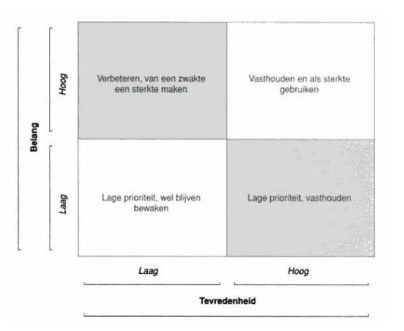 Hoog
Verbeteren, van een zwakte
een sterkte maken
Vasthouden en als sterkte
gebruiken
Belang
Laag
Lage prioriteit, wel blijven
bewaken
Lage prioriteit, vasthouden
Laag
Hoog
Tevredenheid